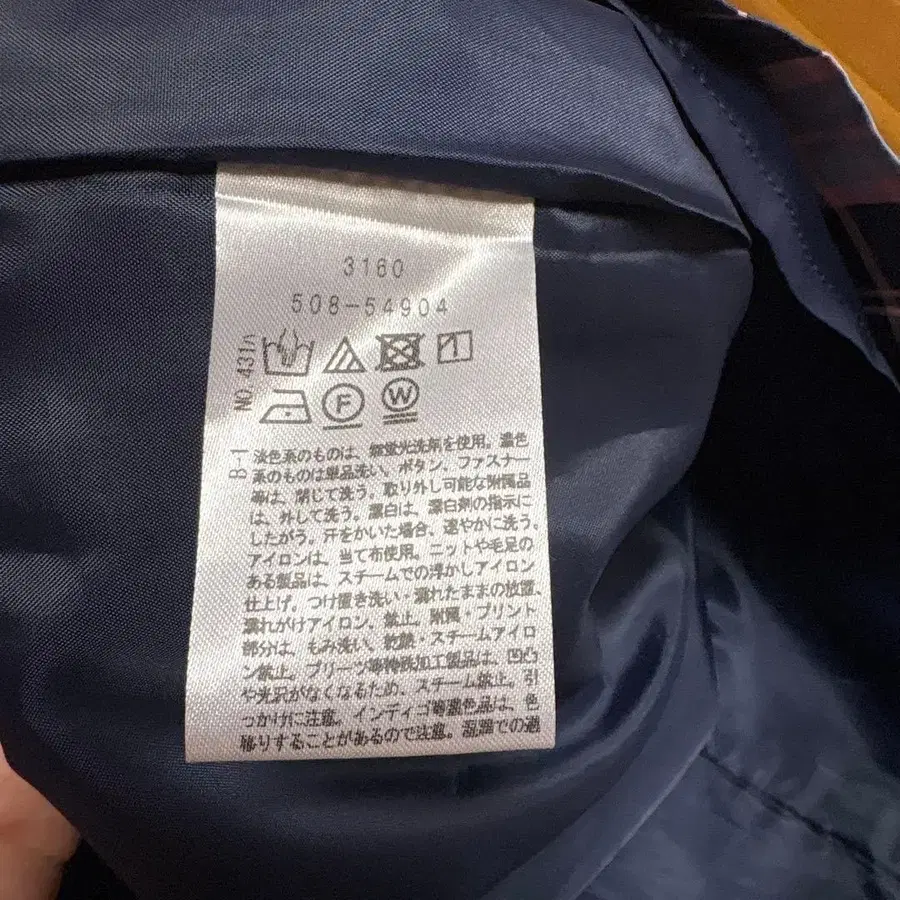 3160
508-54904
NO. 431A
F W
B-1
淡色系のものは、無蛍光洗剤を使用。濃色
系のものは単品洗い、ボタン、ファスナー
等は、閉じて洗う。取り外し可能な附属品
は、外して洗う。漂白は、漂白剤の指示に
したがう。汗をかいた場合、速やかに洗う。
アイロンは、当て布使用。ニットや毛足の
ある製品は、スチームでの浮かしアイロン
仕上げ。つけ置き洗い・濡れたままの放置、
濡れがけアイロン、禁止。附属・プリント
部分は、もみ洗い、乾燥・スチームアイロ
ン禁止。プリーツ等特殊加工製品は、凹凸
や光沢がなくなるため、スチーム禁止。引
っかけに注意。インディゴ等濃色品は、色
移りすることがあるので注意。湿潤での過